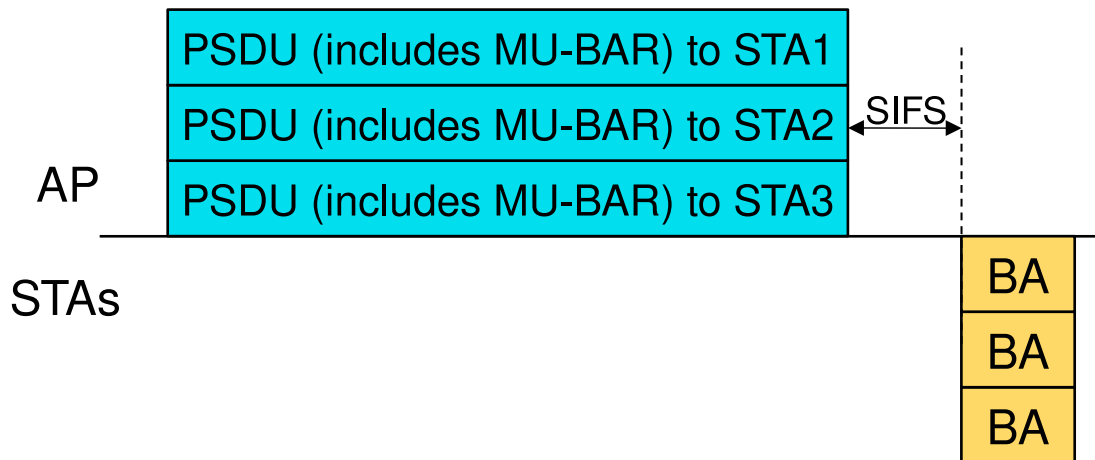 PSDU (includes MU-BAR) to STA1
PSDU (includes MU-BAR) to STA2
SIFS
AP
PSDU (includes MU-BAR) to STA3
STAs
BA
BA
BA